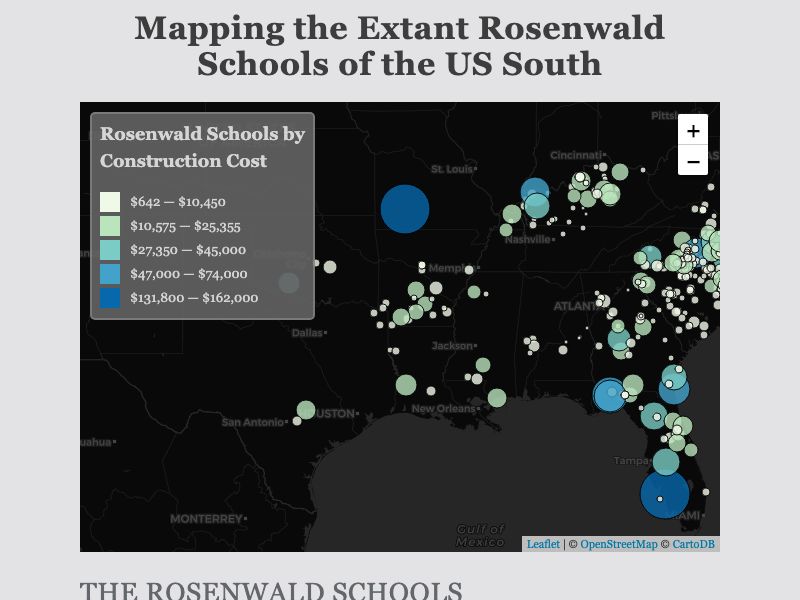 Mapping the Extant Rosenwald
Schools of the US South
Pittsb
Rosenwald Schools by
Construction Cost
$642 — $10,450
$10,575 — $25,355
$27,350 — $45,000
$47,000 — $74,000
$131,800 — $162,000
+
−
St. Louis
Cincinnati
Nashville
Memphis
ATLANTA
Dallas
Jackson
San Antonio
HOUSTON
New Orleans
Tampa
MONTERREY
Gulf of
Mexico
Leaflet | © OpenStreetMap © CartoDB
THE ROSENWALD SCHOOLS